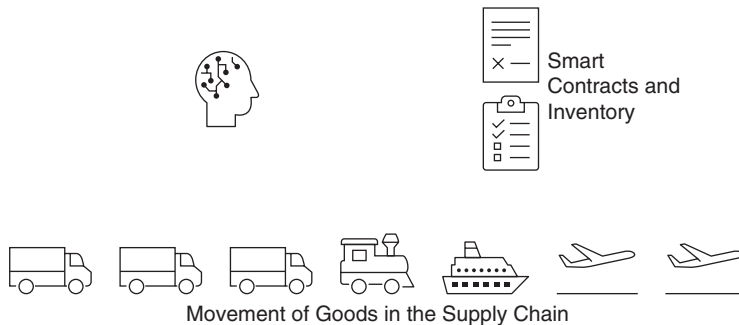 Smart
Contracts and
Inventory
Movement of Goods in the Supply Chain